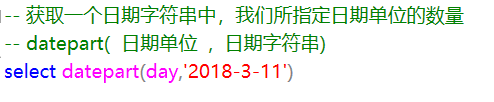 -- 获取一个日期字符串中，我们所指定日期单位的数量
-- datepart( 日期单位 ，日期字符串)
select datepart(day,'2018-3-11')